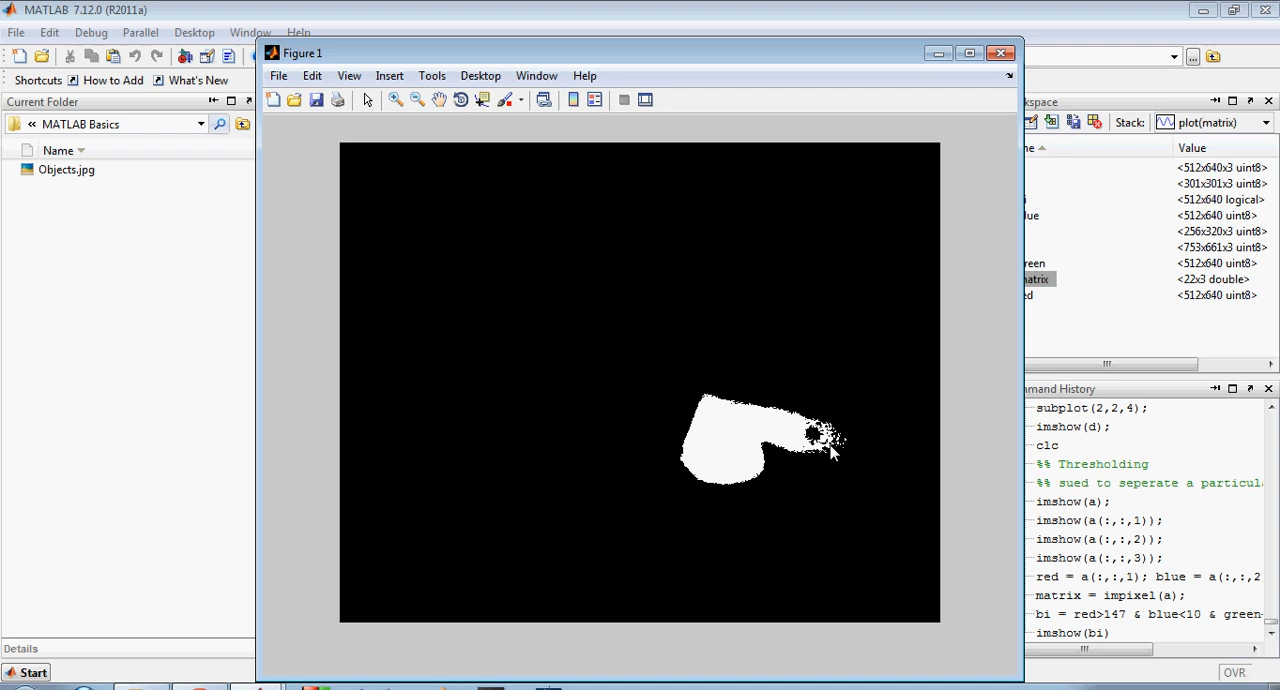 MATLAB 7.12.0 (R2011a)
File Edit Debug Parallel Desktop Window Help
Shortcuts How to Add What's New
Current Folder
« MATLAB Basics
Name
Objects.jpg
Details
Start
Figure 1
File Edit View Insert Tools Desktop Window Help
kspace
Stack: plot(matrix)
me Value
<512x640x3 uint8>
<301x301x3 uint8>
i <512x640 logical>
lue <512x640 uint8>
<256x320x3 uint8>
<753x661x3 uint8>
reen <512x640 uint8>
atrix <22x3 double>
ed <512x640 uint8>
mmand History
subplot(2,2,4);
imshow(d);
clc
%% Thresholding
%% sued to seperate a particula
imshow(a);
imshow(a(:,:,1));
imshow(a(:,:,2));
imshow(a(:,:,3));
red = a(:,:,1); blue = a(:,:,2
matrix = impixel(a);
bi = red>147 & blue<10 & green
imshow(bi)
OVR